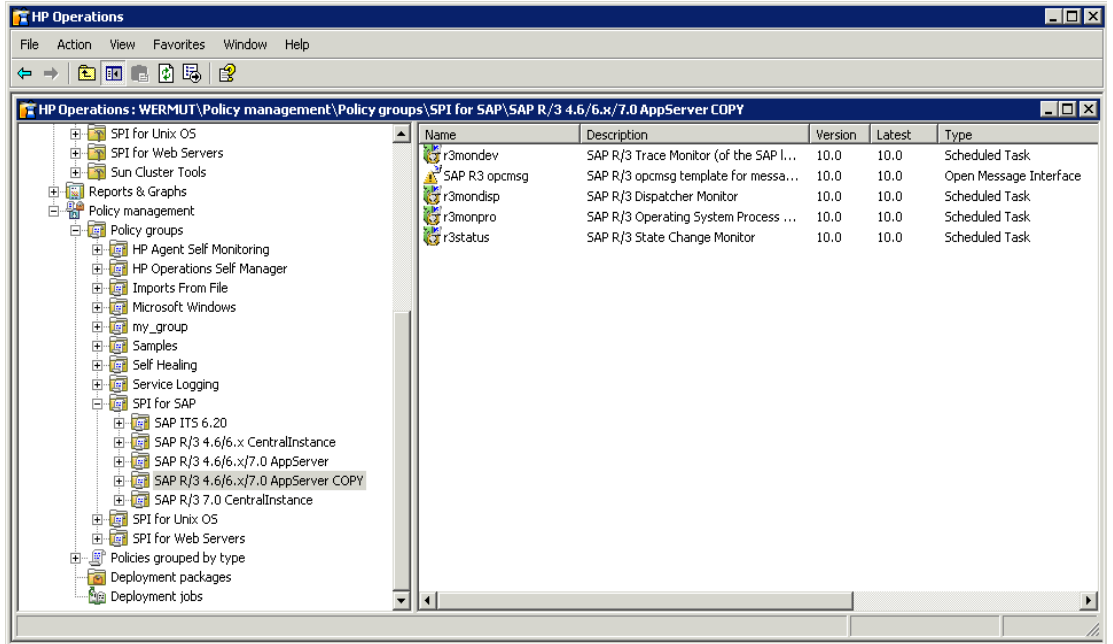 HP Operations
File Action View Favorites Window Help
HP Operations : WERMUT\Policy management\Policy groups\SPI for SAP\SAP R/3 4.6/6.x/7.0 AppServer COPY
SPI for Unix OS
SPI for Web Servers
Sun Cluster Tools
Reports & Graphs
Policy management
Policy groups
HP Agent Self Monitoring
HP Operations Self Manager
Imports From File
Microsoft Windows
my_group
Samples
Self Healing
Service Logging
SPI for SAP
SAP ITS 6.20
SAP R/3 4.6/6.x CentralInstance
SAP R/3 4.6/6.x/7.0 AppServer
SAP R/3 4.6/6.x/7.0 AppServer COPY
SAP R/3 7.0 CentralInstance
SPI for Unix OS
SPI for Web Servers
Policies grouped by type
Deployment packages
Deployment jobs
Name Description Version Latest Type
r3mondev SAP R/3 Trace Monitor (of the SAP l... 10.0 10.0 Scheduled Task
SAP R3 opcmsg SAP R/3 opcmsg template for messa... 10.0 10.0 Open Message Interface
r3mondisp SAP R/3 Dispatcher Monitor 10.0 10.0 Scheduled Task
r3monpro SAP R/3 Operating System Process ... 10.0 10.0 Scheduled Task
r3status SAP R/3 State Change Monitor 10.0 10.0 Scheduled Task